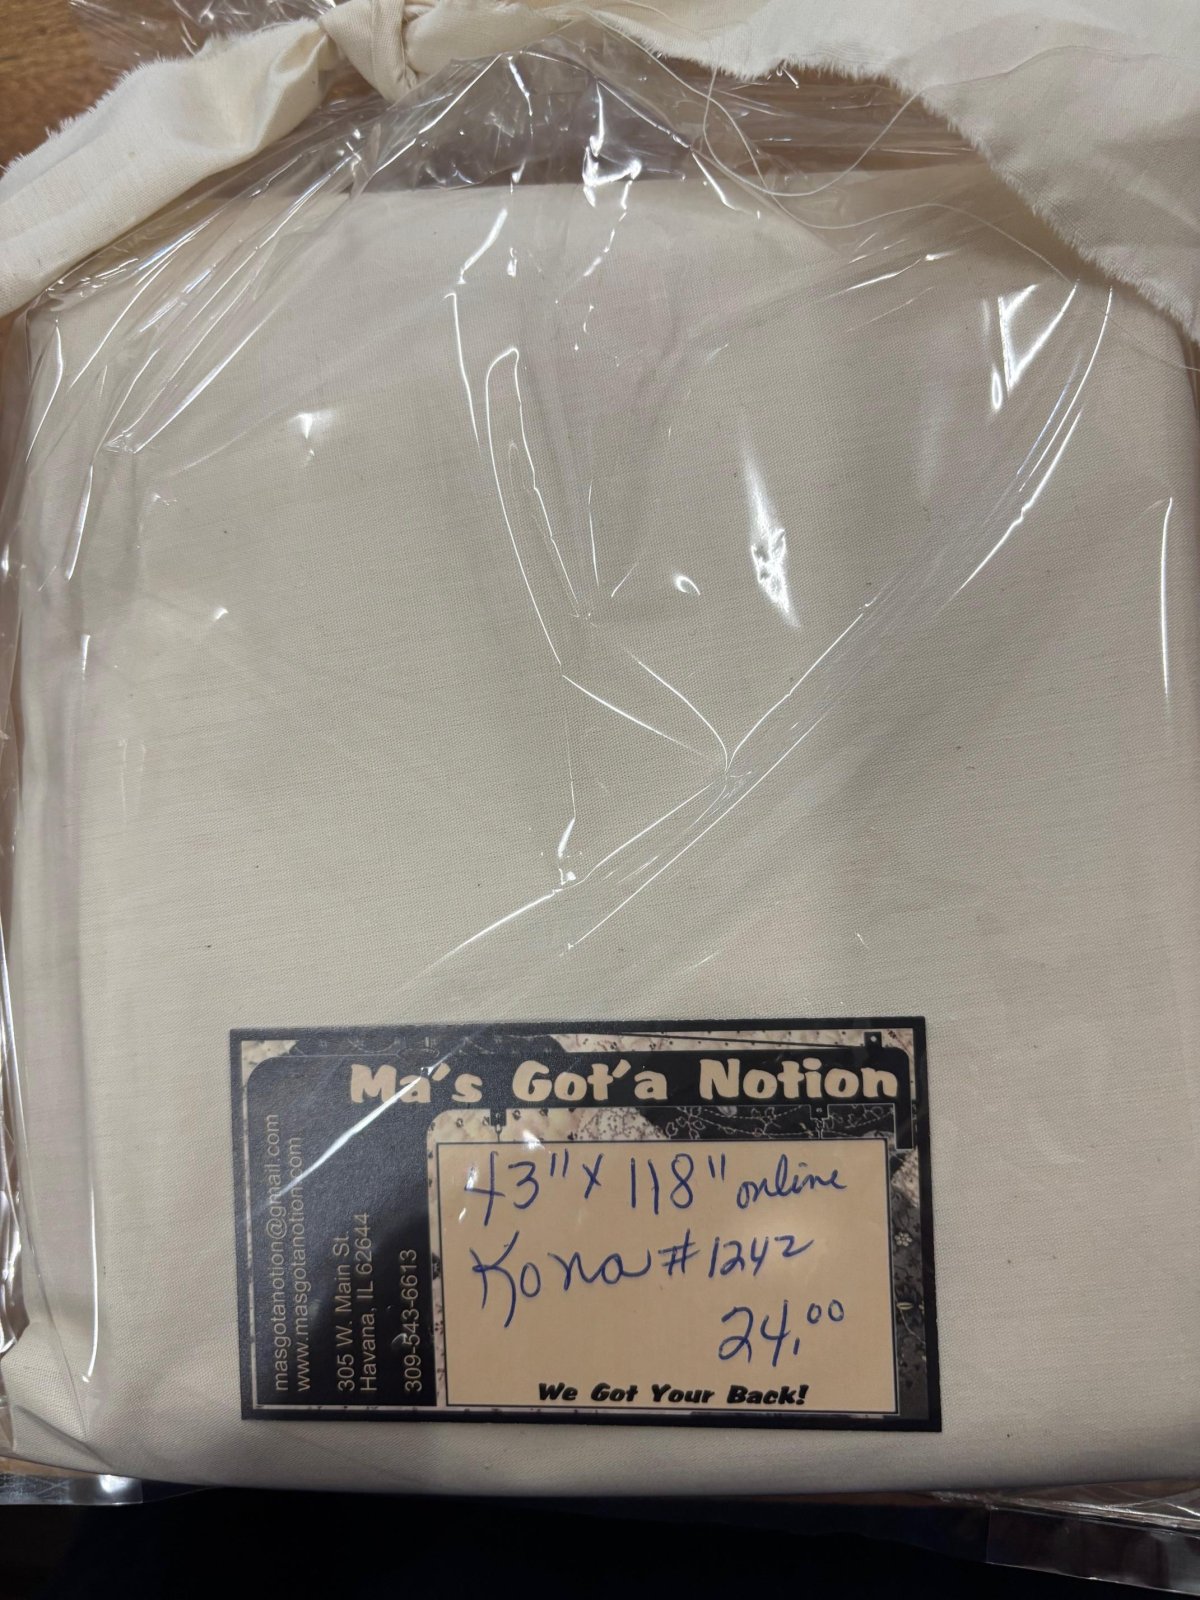 Ma's Got'a Notion
masgotanotion@gmail.com
www.masgotanotion.com
305 W. Main St.
Havana, IL 62644
309-543-6613
43" x 118" online
Kona #1242
24.00
We Got Your Back!